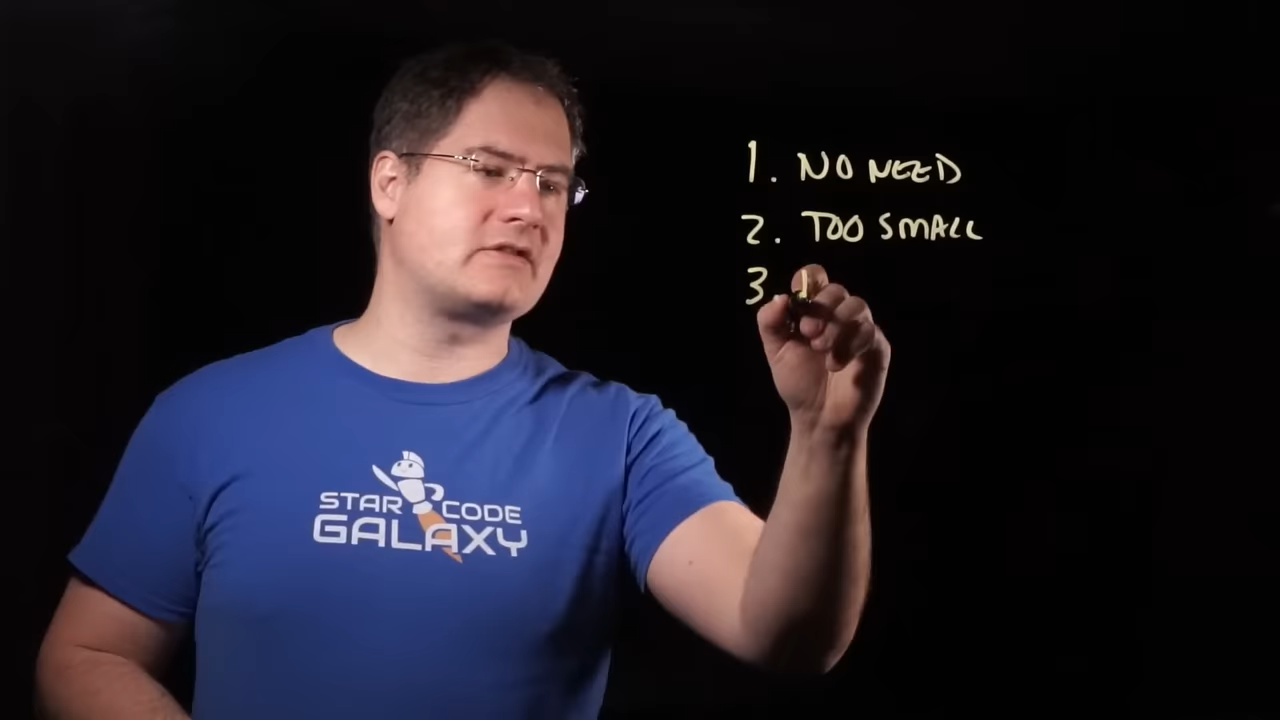 1. NO NEED
2. TOO SMALL
3.
STAR CODE
GALAXY